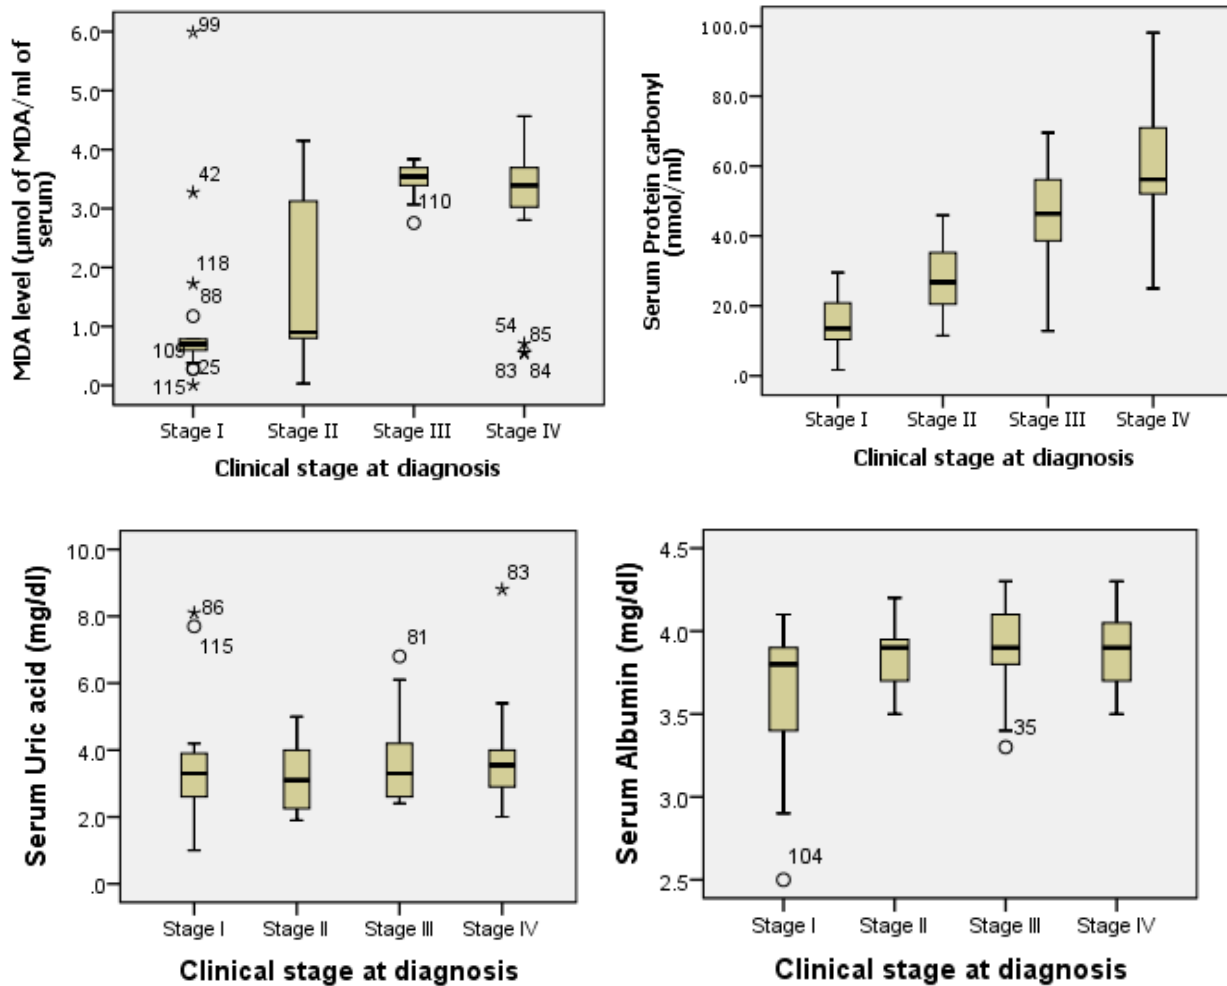 MDA level (μmol of MDA/ml of
serum)
6.0
5.0
4.0
3.0
2.0
1.0
.0
99
42
118
88
109
25
115
110
54
85
83
84
Stage I
Stage II
Stage III
Stage IV
Clinical stage at diagnosis
Serum Protein carbonyl
(nmol/ml)
100.0
80.0
60.0
40.0
20.0
.0
Stage I
Stage II
Stage III
Stage IV
Clinical stage at diagnosis
Serum Uric acid (mg/dl)
10.0
8.0
6.0
4.0
2.0
.0
86
115
81
83
Stage I
Stage II
Stage III
Stage IV
Clinical stage at diagnosis
Serum Albumin (mg/dl)
4.5
4.0
3.5
3.0
2.5
104
35
Stage I
Stage II
Stage III
Stage IV
Clinical stage at diagnosis